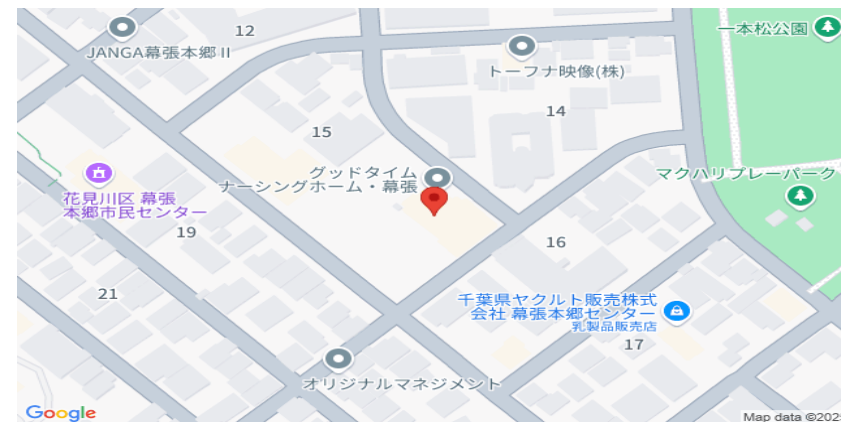 12
JANGA幕張本郷 II
一本松公園
トーフナ映像(株)
14
15
グッドタイム
ナーシングホーム・幕張
マクハリプレーパーク
花見川区 幕張
本郷市民センター
19
16
21
千葉県ヤクルト販売株式
会社 幕張本郷センター
乳製品販売店
17
オリジナルマネジメント
Google
Map data ©2025